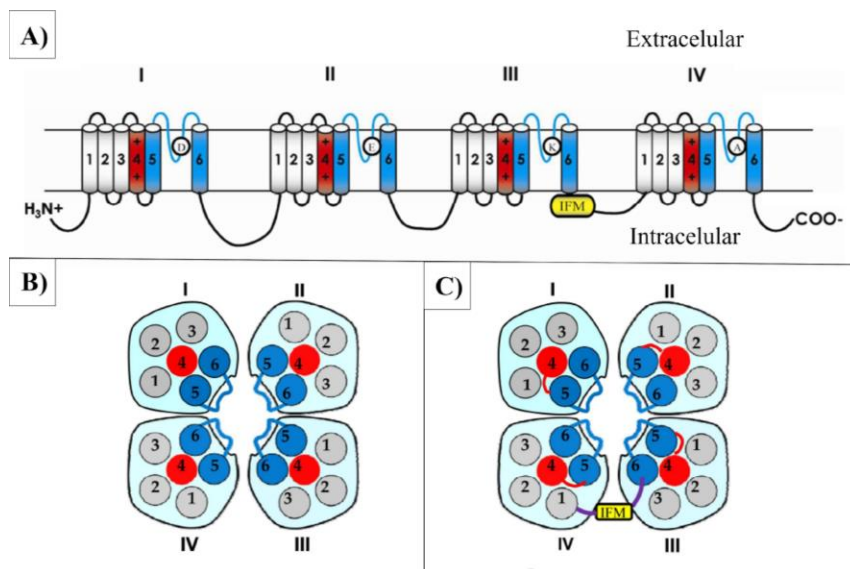 A)
Extracelular
I II III IV
1 2 3 + 4 + 5 D 6 1 2 3 + 4 + 5 E 6 1 2 3 + 4 + 5 K 6 1 2 3 + 4 + 5 A 6
H₃N+ IFM COO-
Intracelular
B)
I II
3 1
2 6 5 2
4 4
1 5 6 3
6 5
3 1
4 5 6 4
2 2
1 3
IV III
C)
I II
3 1
2 6 5 2
4 4
1 5 6 3
6 5
3 1
4 5 6 4
2 2
1 3
IFM
IV III